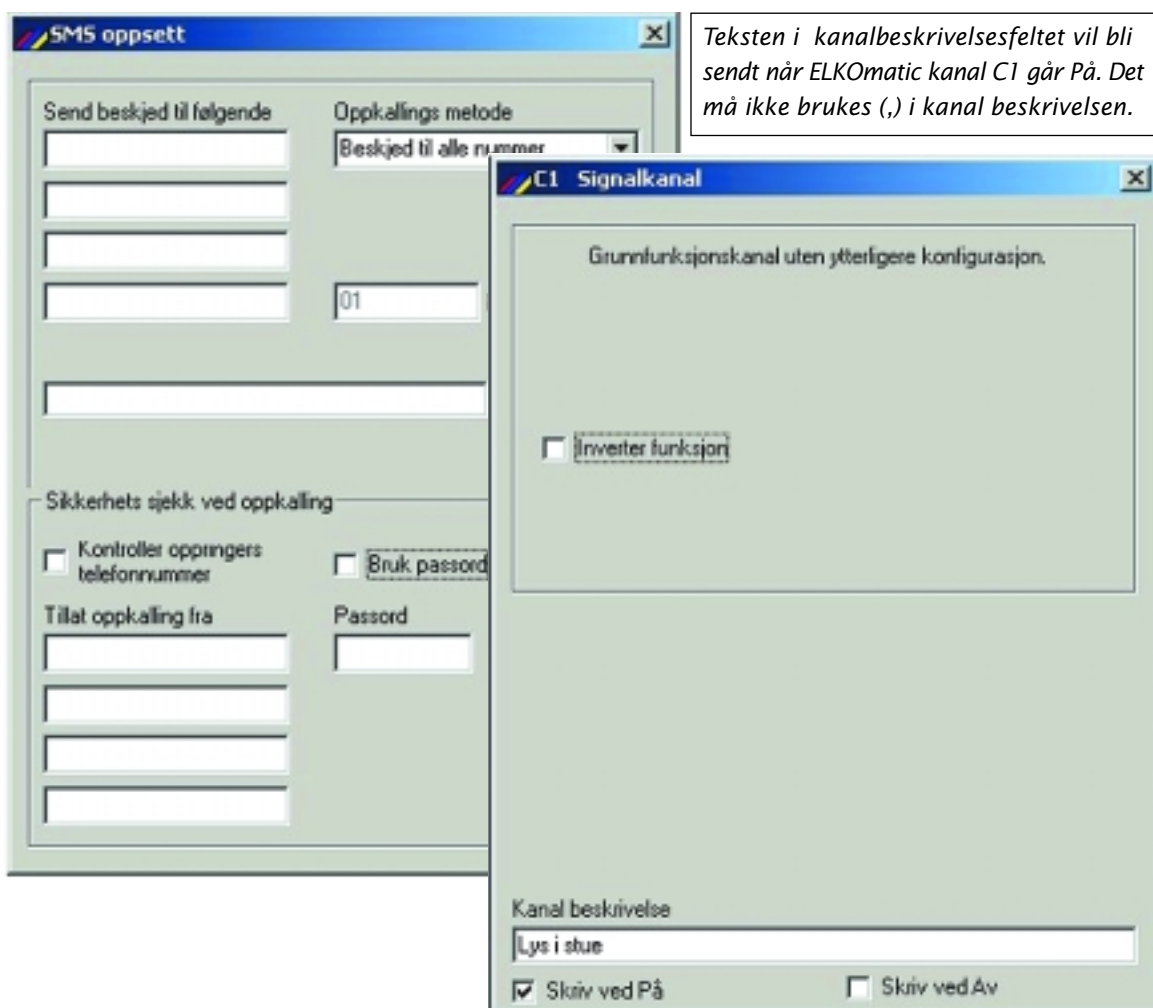 SMS oppsett
Teksten i kanalbeskrivelsesfeltet vil bli
sendt når ELKOmatic kanal C1 går På. Det
må ikke brukes (,) i kanal beskrivelsen.
Send beskjed til følgende
Oppkallings metode
Beskjed til alle nummer
01
Sikkerhets sjekk ved oppkalling
Kontroller oppringers
telefonnummer
Bruk passord
Tillat oppkalling fra
Passord
C1 Signalkanal
Grunnfunksjonskanal uten ytterligere konfigurasjon.
Inverter funksjon
Kanal beskrivelse
Lys i stue
Skriv ved På
Skriv ved Av